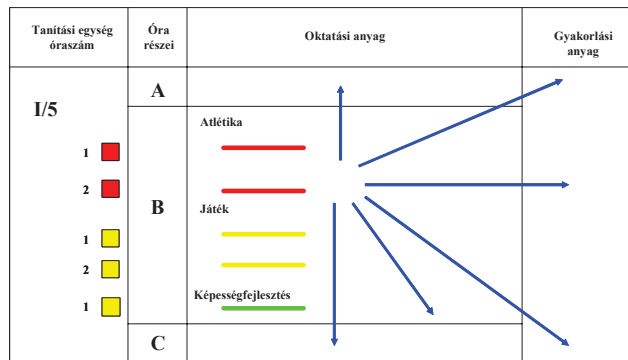 Tanítási egység
óraszám
Óra
részei
Oktatási anyag
Gyakorlási
anyag
I/5
A
Atlétika
1
2
B
Játék
1
2
Képességfejlesztés
1
C